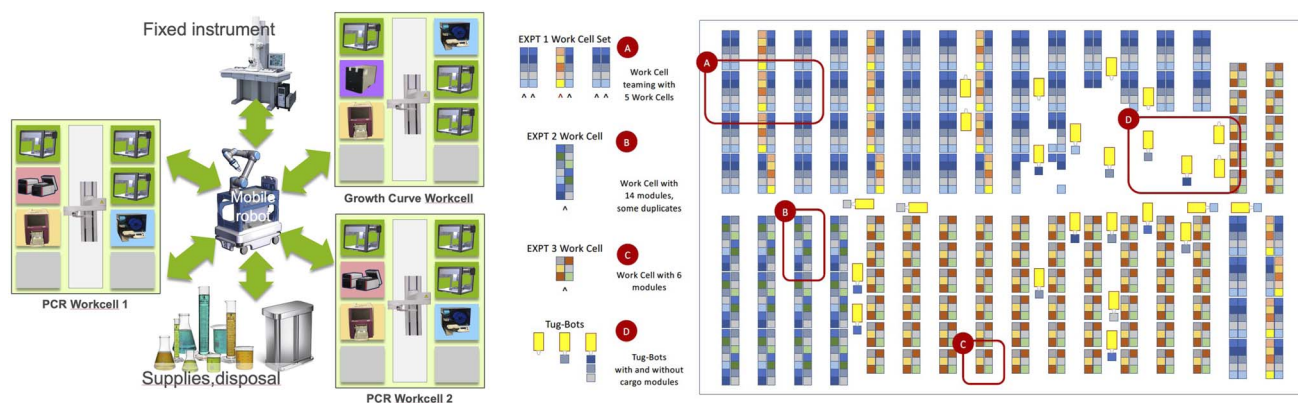 Fixed instrument
Mobile
robot
Growth Curve Workcell
PCR Workcell 1
Supplies,disposal
PCR Workcell 2
EXPT 1 Work Cell Set
A
Work Cell
teaming with
5 Work Cells
^ ^ ^ ^ ^ ^
EXPT 2 Work Cell
B
Work Cell with
14 modules,
some duplicates
^
EXPT 3 Work Cell
C
Work Cell with 6
modules
^
Tug-Bots
D
Tug-Bots
with and without
cargo modules
A
D
B
C